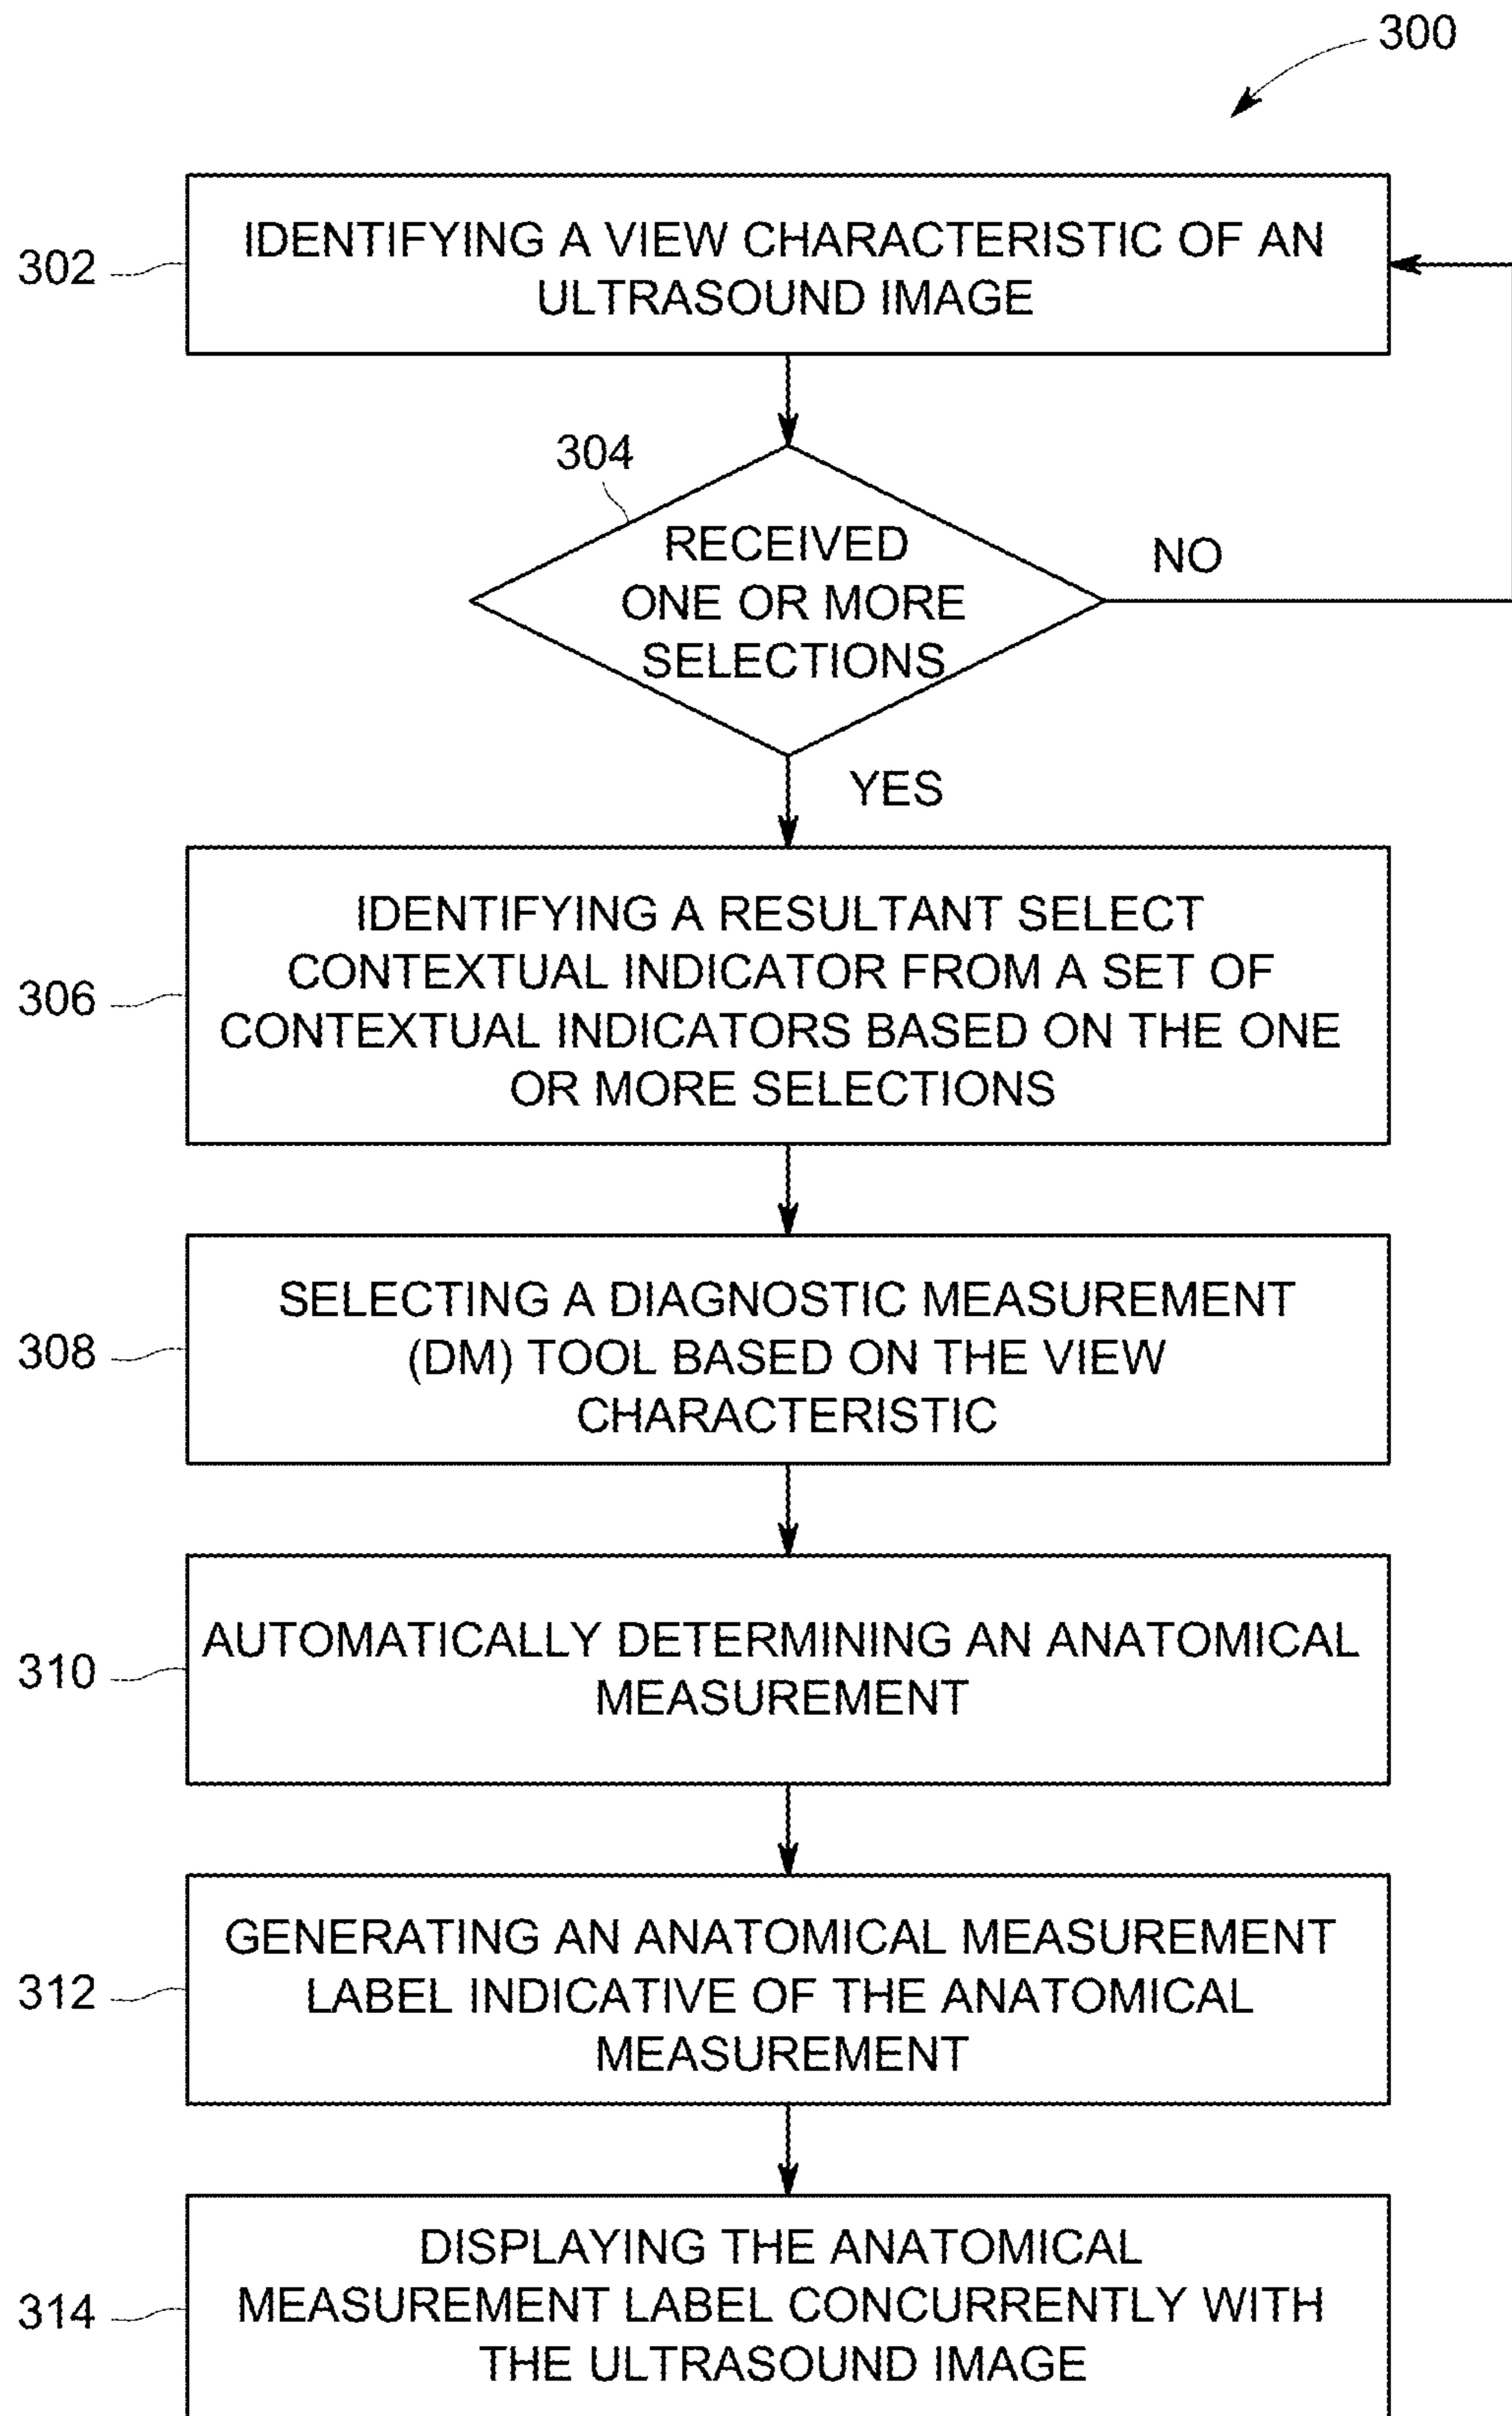 300
302
IDENTIFYING A VIEW CHARACTERISTIC OF AN
ULTRASOUND IMAGE
304
RECEIVED
ONE OR MORE
SELECTIONS
NO
YES
306
IDENTIFYING A RESULTANT SELECT
CONTEXTUAL INDICATOR FROM A SET OF
CONTEXTUAL INDICATORS BASED ON THE ONE
OR MORE SELECTIONS
308
SELECTING A DIAGNOSTIC MEASUREMENT
(DM) TOOL BASED ON THE VIEW
CHARACTERISTIC
310
AUTOMATICALLY DETERMINING AN ANATOMICAL
MEASUREMENT
312
GENERATING AN ANATOMICAL MEASUREMENT
LABEL INDICATIVE OF THE ANATOMICAL
MEASUREMENT
314
DISPLAYING THE ANATOMICAL
MEASUREMENT LABEL CONCURRENTLY WITH
THE ULTRASOUND IMAGE